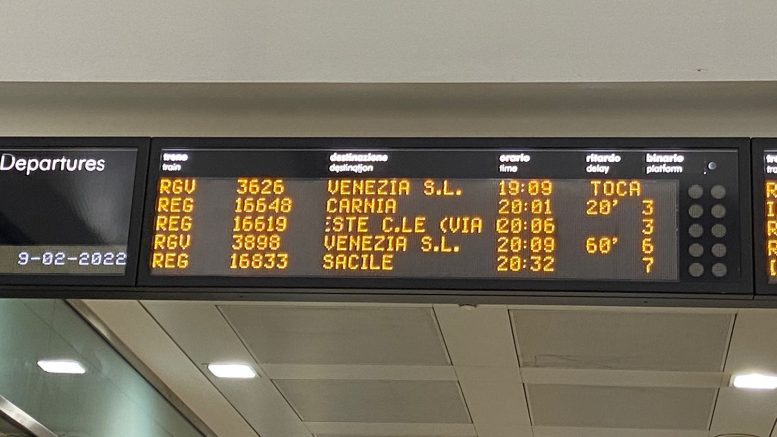 Departures
9-02-2022
treno destinazione orario ritardo binario
train destination time delay platform
RGV 3626 VENEZIA S.L. 19:09 TOCA
REG 16648 CARNIA 20:01 20' 3
REG 16619 STE C.LE (VIA 20:06 3
RGV 3898 VENEZIA S.L. 20:09 60' 6
REG 16833 SACILE 20:32 7